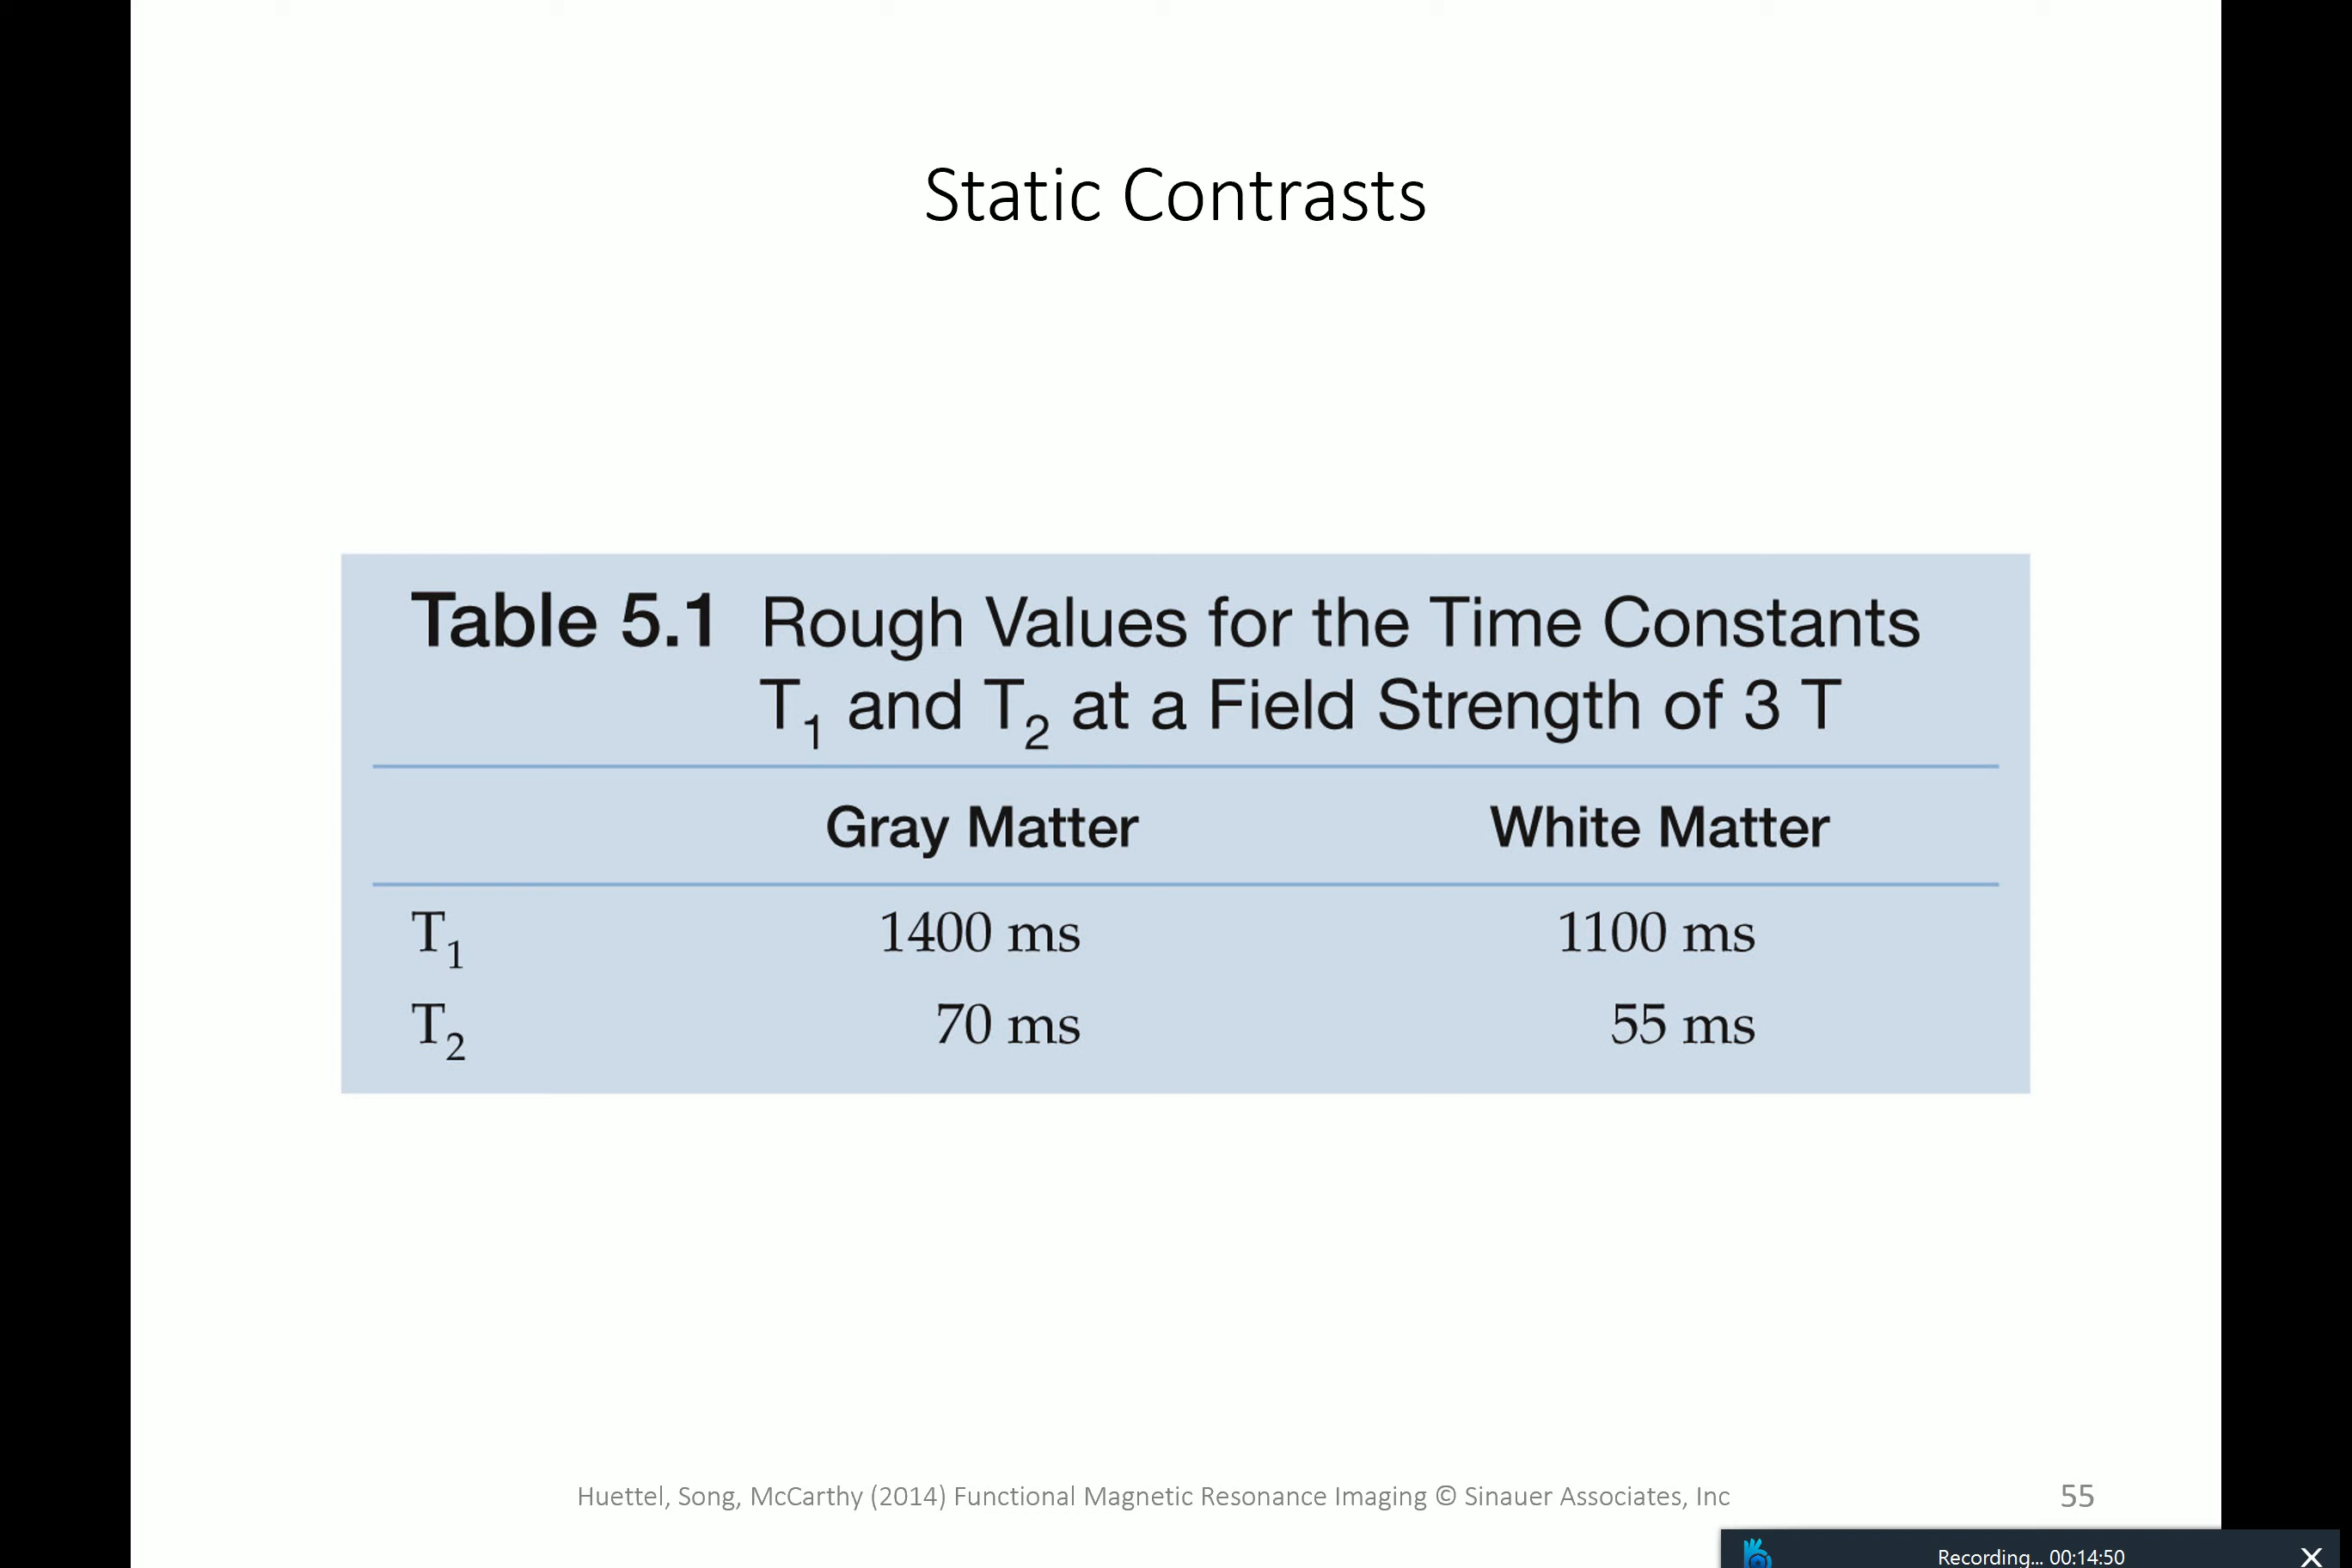 Static Contrasts
Table 5.1 Rough Values for the Time Constants
T1 and T2 at a Field Strength of 3 T
Gray Matter White Matter
T1 1400 ms 1100 ms
T2 70 ms 55 ms
Huettel, Song, McCarthy (2014) Functional Magnetic Resonance Imaging © Sinauer Associates, Inc 55
Recording... 00:14:50